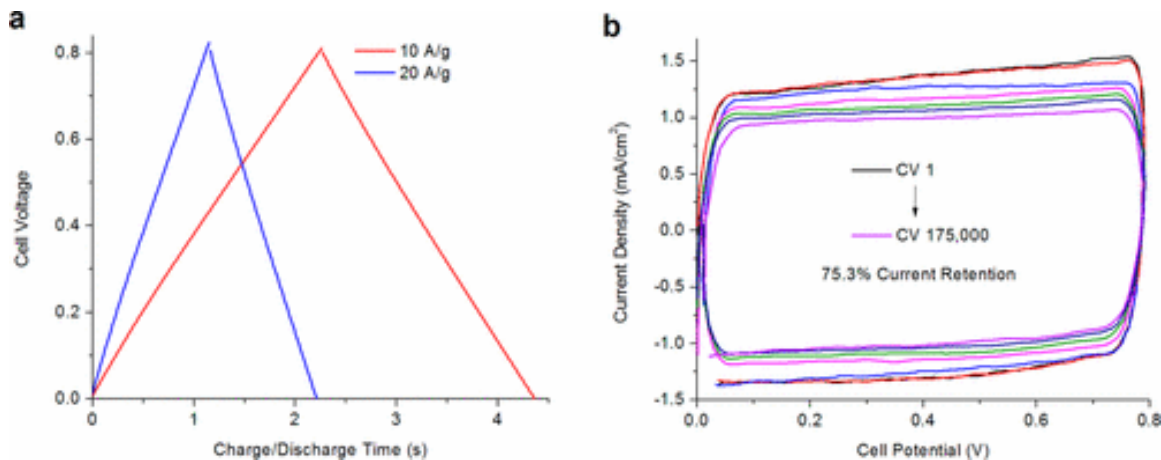 a
10 A/g
20 A/g
0.8
0.6
0.4
0.2
0.0
0 1 2 3 4
Cell Voltage
Charge/Discharge Time (s)
b
1.5
1.0
0.5
0.0
-0.5
-1.0
-1.5
0.0 0.2 0.4 0.6 0.8
Current Density (mA/cm²)
CV 1
CV 175,000
75.3% Current Retention
Cell Potential (V)